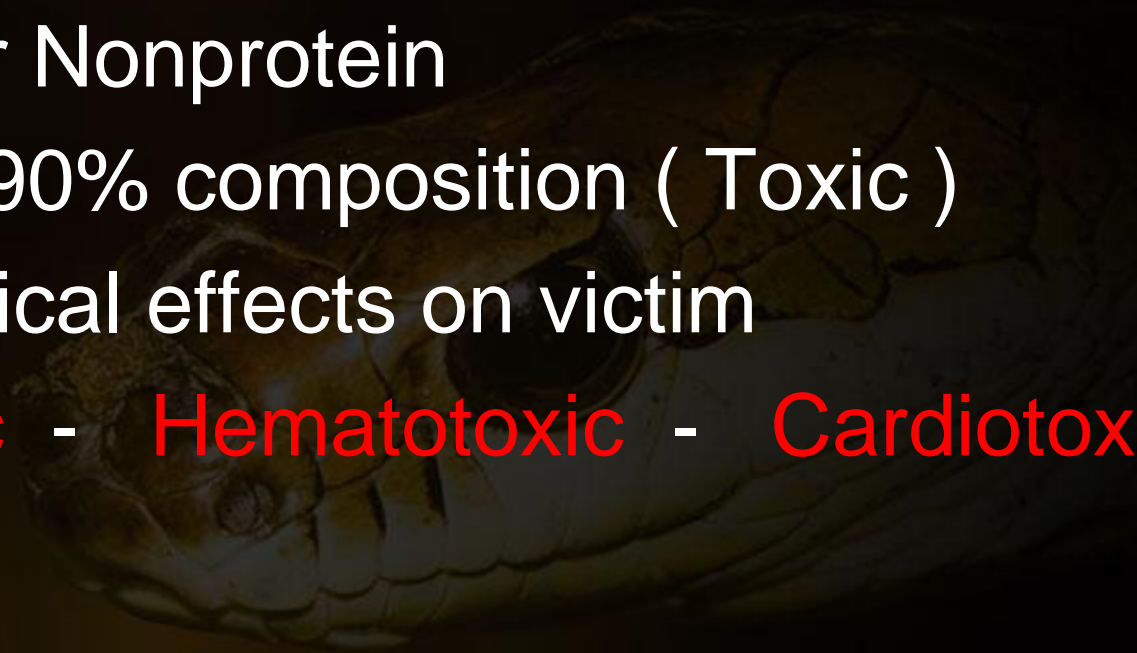 r Nonprotein
90% composition ( Toxic )
ical effects on victim
c - Hematotoxic - Cardiotox